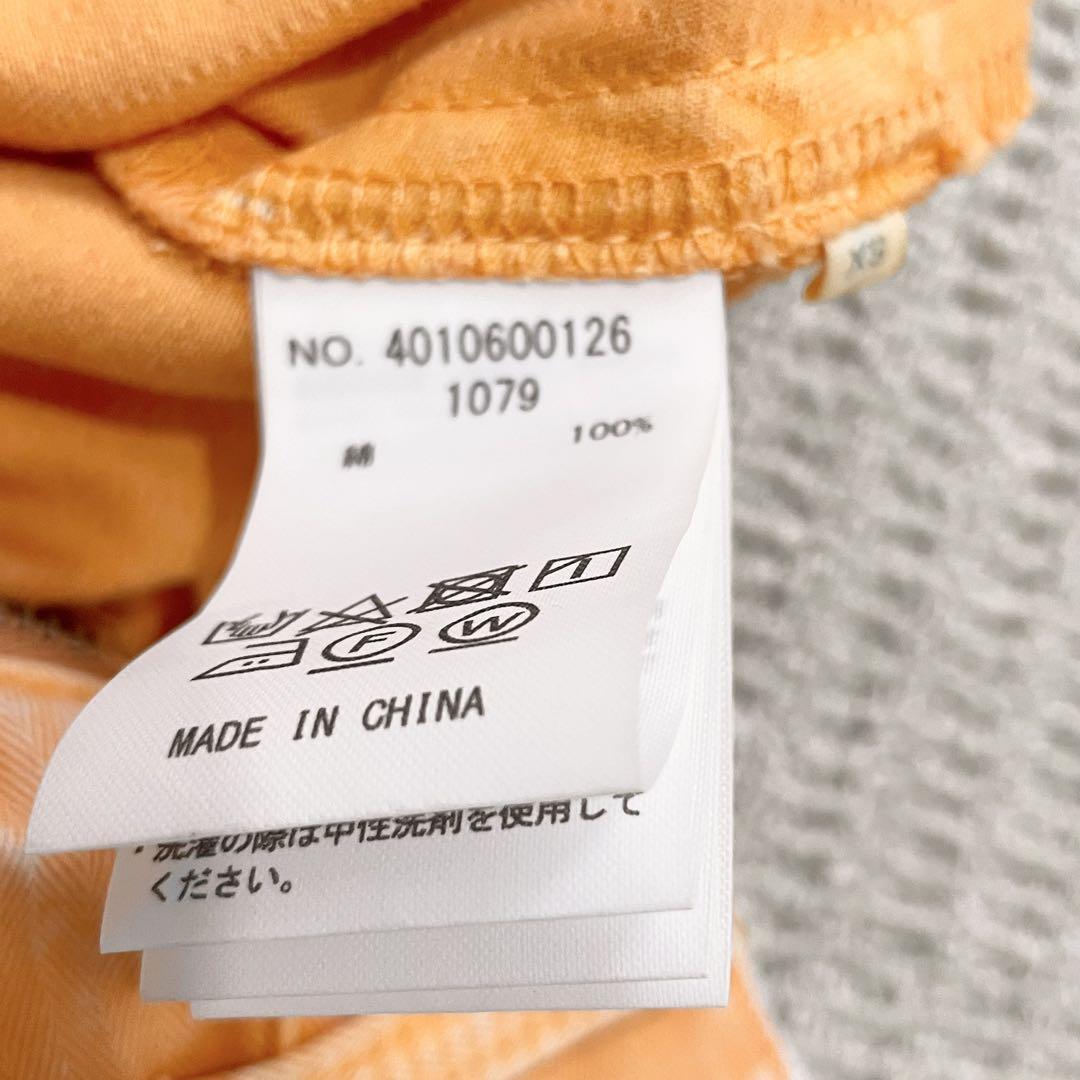 XS
NO. 4010600126
1079
綿 100%
F W
MADE IN CHINA
・洗濯の際は中性洗剤を使用して
ください。